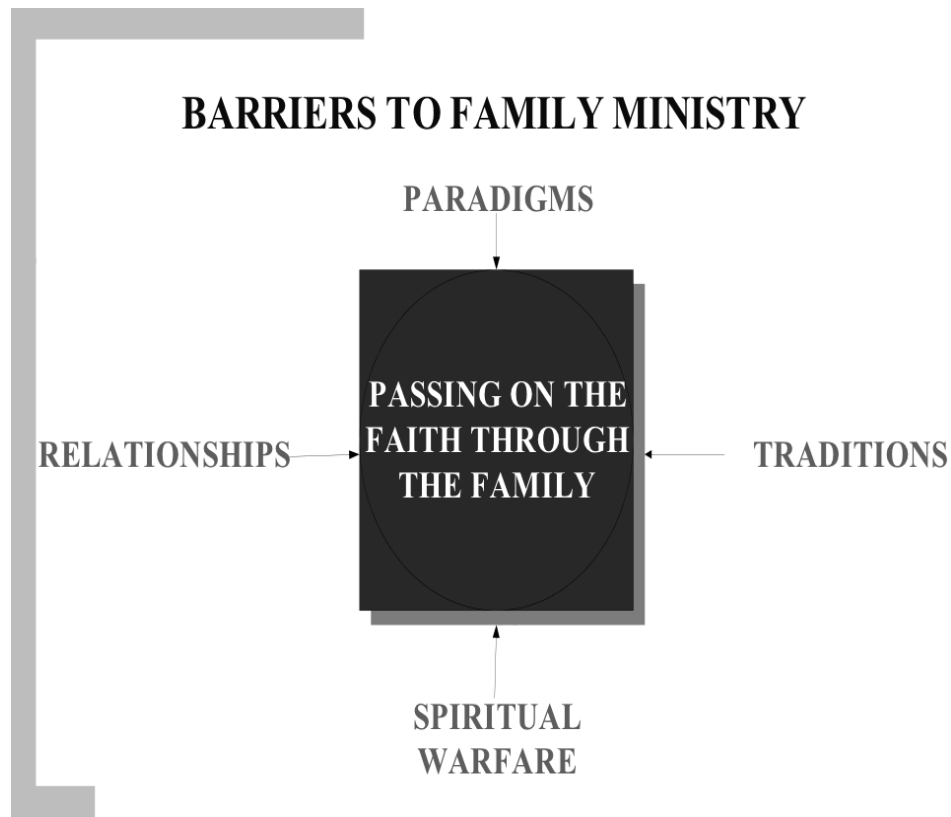 BARRIERS TO FAMILY MINISTRY
PARADIGMS
RELATIONSHIPS
PASSING ON THE
FAITH THROUGH
THE FAMILY
TRADITIONS
SPIRITUAL
WARFARE